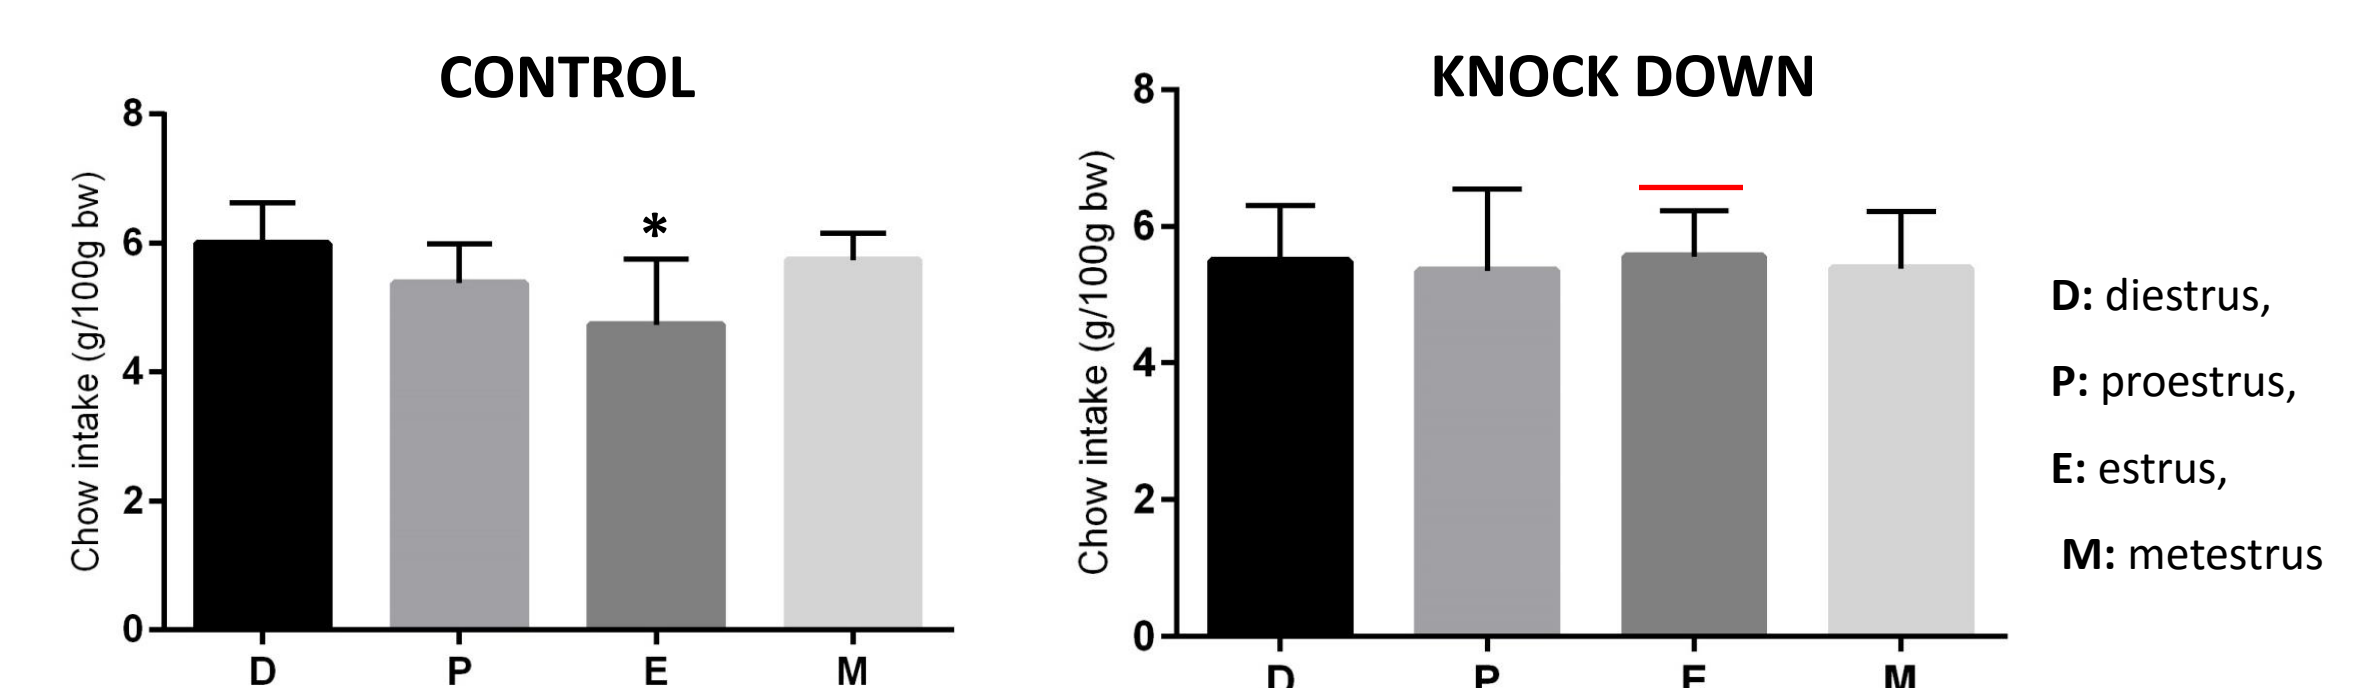 CONTROL
8
6
4
2
0
Chow intake (g/100g bw)
*
D P E M
KNOCK DOWN
8
6
4
2
0
Chow intake (g/100g bw)
D P E M
D: diestrus,
P: proestrus,
E: estrus,
M: metestrus